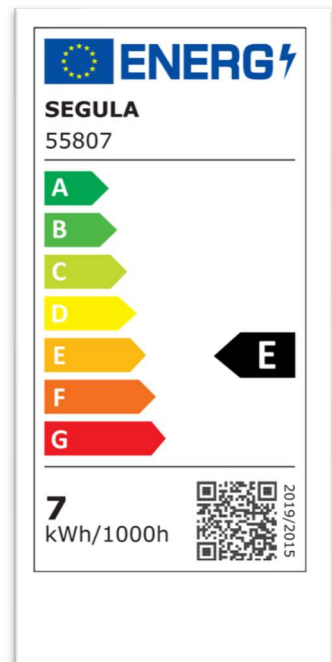 ENERG
SEGULA
55807
A
B
C
D
E
E
F
G
7
kWh/1000h
2019/2015